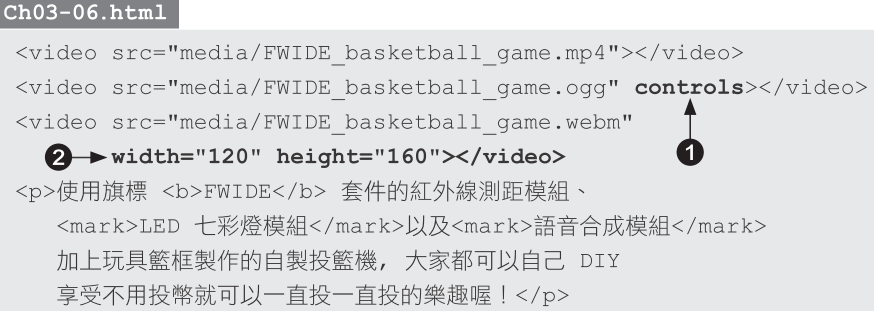 Ch03-06.html
<video src="media/FWIDE_basketball_game.mp4"></video>
<video src="media/FWIDE_basketball_game.ogg" controls></video>
<video src="media/FWIDE_basketball_game.webm"
❷ width="120" height="160"></video>
❶
<p>使用旗標 <b>FWIDE</b> 套件的紅外線測距模組、
<mark>LED 七彩燈模組</mark>以及<mark>語音合成模組</mark>
加上玩具籃框製作的自製投籃機, 大家都可以自己 DIY
享受不用投幣就可以一直投一直投的樂趣喔！</p>